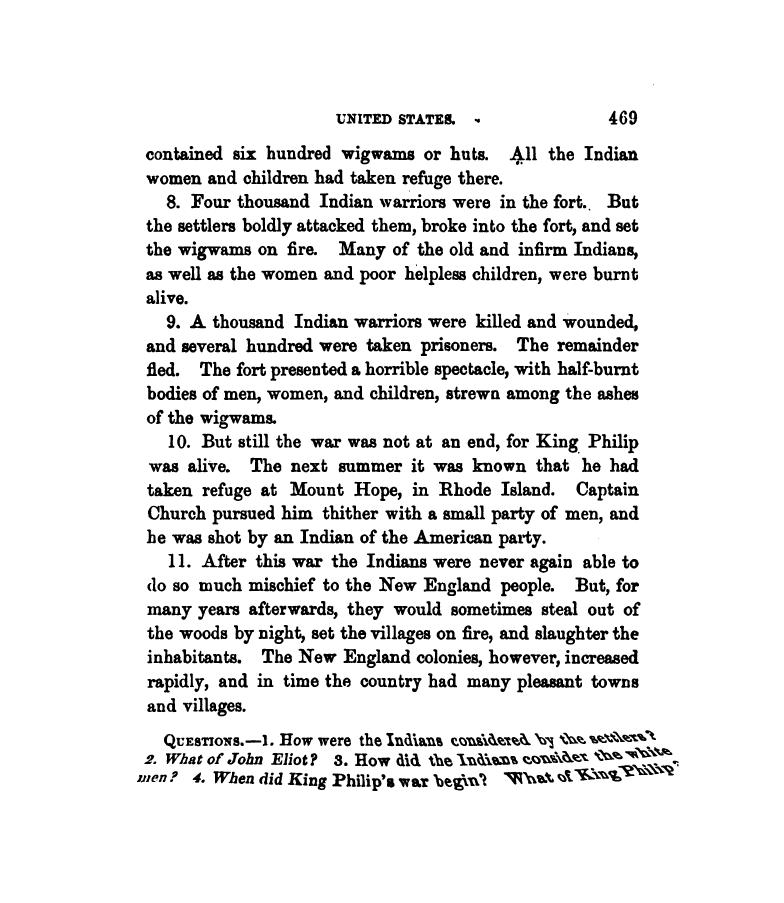 UNITED STATES. 469
contained six hundred wigwams or huts. All the Indian
women and children had taken refuge there.
8. Four thousand Indian warriors were in the fort. But
the settlers boldly attacked them, broke into the fort, and set
the wigwams on fire. Many of the old and infirm Indians,
as well as the women and poor helpless children, were burnt
alive.
9. A thousand Indian warriors were killed and wounded,
and several hundred were taken prisoners. The remainder
fled. The fort presented a horrible spectacle, with half-burnt
bodies of men, women, and children, strewn among the ashes
of the wigwams.
10. But still the war was not at an end, for King Philip
was alive. The next summer it was known that he had
taken refuge at Mount Hope, in Rhode Island. Captain
Church pursued him thither with a small party of men, and
he was shot by an Indian of the American party.
11. After this war the Indians were never again able to
do so much mischief to the New England people. But, for
many years afterwards, they would sometimes steal out of
the woods by night, set the villages on fire, and slaughter the
inhabitants. The New England colonies, however, increased
rapidly, and in time the country had many pleasant towns
and villages.
QUESTIONS.—1. How were the Indians considered by the settlers?
2. What of John Eliot? 3. How did the Indians consider the white
men? 4. When did King Philip's war begin? What of King Philip?